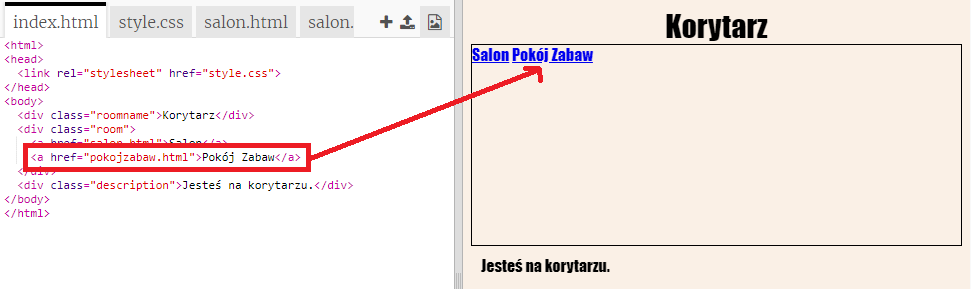 index.html style.css salon.html salon.
<html>
<head>
<link rel="stylesheet" href="style.css">
</head>
<body>
<div class="roomname">Korytarz</div>
<div class="room">
<a href="salon.html">Salon</a>
<a href="pokojzabaw.html">Pokój Zabaw</a>
</div>
<div class="description">Jesteś na korytarzu.</div>
</body>
</html>
Korytarz
Salon Pokój Zabaw
Jesteś na korytarzu.